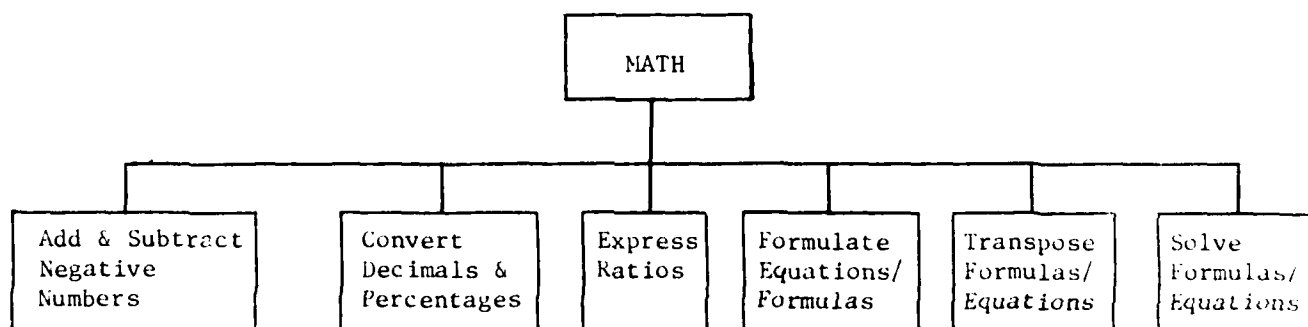 MATH
Add & Subtract
Negative
Numbers
Convert
Decimals &
Percentages
Express
Ratios
Formulate
Equations/
Formulas
Transpose
Formulas/
Equations
Solve
Formulas/
Equations